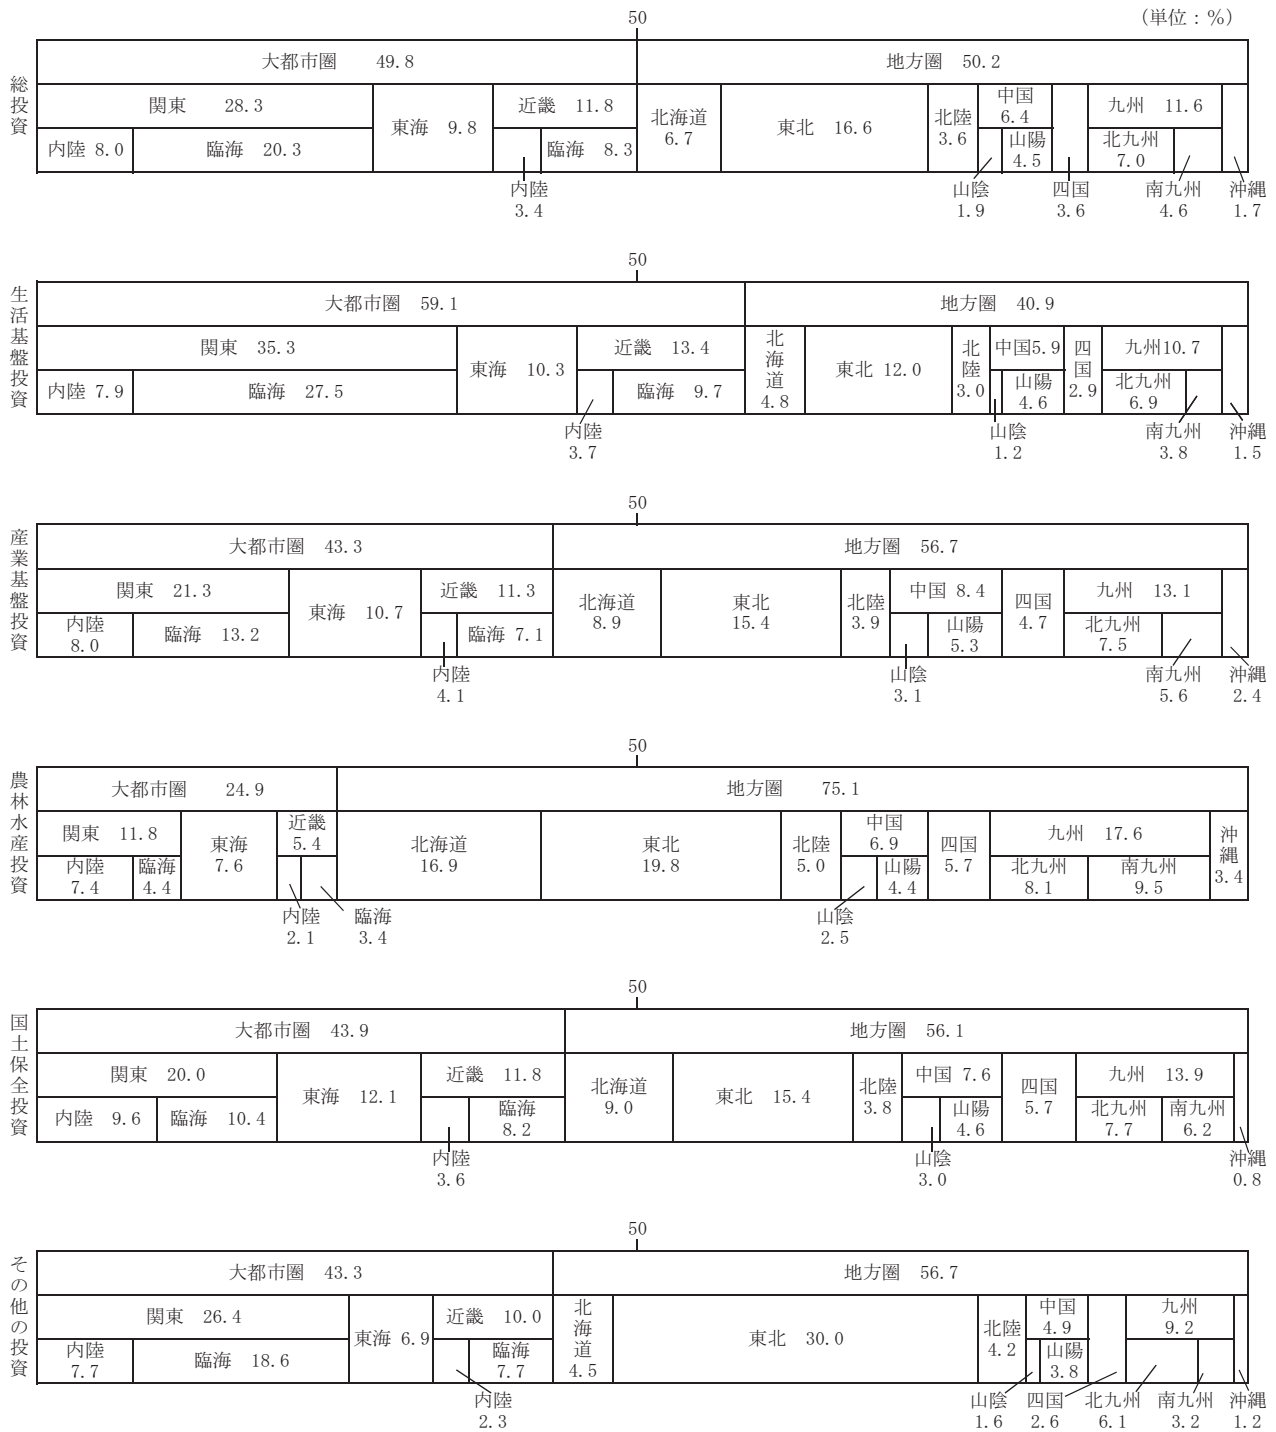 50
（単位：％）
総投資
大都市圏 49.8
地方圏 50.2
関東 28.3
東海 9.8
近畿 11.8
北海道
6.7
東北 16.6
北陸
3.6
中国
6.4
九州 11.6
内陸 8.0
臨海 20.3
臨海 8.3
山陽
4.5
北九州
7.0
内陸
3.4
山陰
1.9
四国
3.6
南九州
4.6
沖縄
1.7
50
生活基盤投資
大都市圏 59.1
地方圏 40.9
関東 35.3
東海 10.3
近畿 13.4
北海道
4.8
東北 12.0
北陸
3.0
中国5.9
四国
2.9
九州10.7
内陸 7.9
臨海 27.5
臨海 9.7
山陽
4.6
北九州
6.9
内陸
3.7
山陰
1.2
南九州
3.8
沖縄
1.5
50
産業基盤投資
大都市圏 43.3
地方圏 56.7
関東 21.3
東海 10.7
近畿 11.3
北海道
8.9
東北
15.4
北陸
3.9
中国 8.4
四国
4.7
九州 13.1
内陸
8.0
臨海 13.2
臨海 7.1
山陽
5.3
北九州
7.5
内陸
4.1
山陰
3.1
南九州
5.6
沖縄
2.4
50
農林水産投資
大都市圏 24.9
地方圏 75.1
関東 11.8
東海
7.6
近畿
5.4
北海道
16.9
東北
19.8
北陸
5.0
中国
6.9
四国
5.7
九州 17.6
沖縄
3.4
内陸
7.4
臨海
4.4
山陽
4.4
北九州
8.1
南九州
9.5
内陸
2.1
臨海
3.4
山陰
2.5
50
国土保全投資
大都市圏 43.9
地方圏 56.1
関東 20.0
東海 12.1
近畿 11.8
北海道
9.0
東北 15.4
北陸
3.8
中国 7.6
四国
5.7
九州 13.9
内陸 9.6
臨海 10.4
臨海
8.2
山陽
4.6
北九州
7.7
南九州
6.2
内陸
3.6
山陰
3.0
沖縄
0.8
50
その他の投資
大都市圏 43.3
地方圏 56.7
関東 26.4
東海 6.9
近畿 10.0
北海道
4.5
東北 30.0
北陸
4.2
中国
4.9
九州
9.2
内陸
7.7
臨海 18.6
臨海
7.7
山陽
3.8
内陸
2.3
山陰
1.6
四国
2.6
北九州
6.1
南九州
3.2
沖縄
1.2